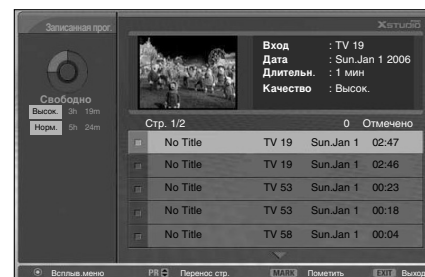 Записанная прог.
XSTUDIO
Свободно
Высок. 3h 19m
Норм. 5h 24m
Вход : TV 19
Дата : Sun.Jan 1 2006
Длительн. : 1 мин
Качество : Высок.
Стр. 1/2 0 Отмечено
No Title TV 19 Sun.Jan 1 02:47
No Title TV 19 Sun.Jan 1 02:46
No Title TV 53 Sun.Jan 1 00:23
No Title TV 53 Sun.Jan 1 00:18
No Title TV 58 Sun.Jan 1 00:04
Всплыв.меню PR Перенос стр. MARK Пометить EXIT Выход